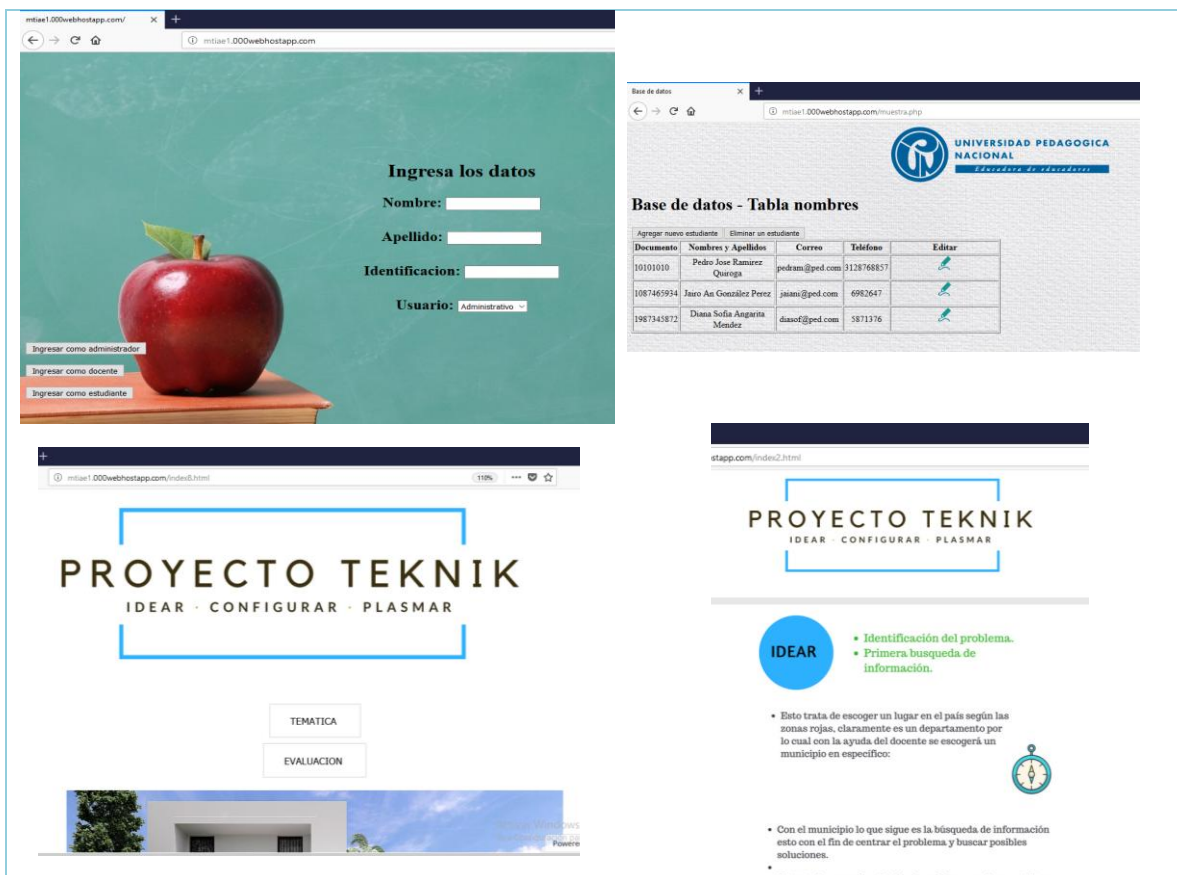 mtiae1.000webhostapp.com/
mtiae1.000webhostapp.com
Ingresa los datos
Nombre:
Apellido:
Identificacion:
Usuario: Administrativo
Ingresar como administrador
Ingresar como docente
Ingresar como estudiante
Base de datos
mtiae1.000webhostapp.com/muestra.php
UNIVERSIDAD PEDAGOGICA
NACIONAL
Educadora de educadores
Base de datos - Tabla nombres
Agregar nuevo estudiante Eliminar un estudiante
Documento Nombres y Apellidos Correo Teléfono Editar
10101010 Pedro Jose Ramirez Quiroga pedram@ped.com 3128768857
1087465934 Jairo An González Perez jaiani@ped.com 6982647
1987345872 Diana Sofia Angarita Mendez diasof@ped.com 5871376
mtiae1.000webhostapp.com/index8.html
110%
PROYECTO TEKNIK
IDEAR · CONFIGURAR · PLASMAR
TEMATICA
EVALUACION
Windows
Powere
stapp.com/index2.html
PROYECTO TEKNIK
IDEAR · CONFIGURAR · PLASMAR
IDEAR
• Identificación del problema.
• Primera busqueda de
información.
• Esto trata de escoger un lugar en el país según las
zonas rojas, claramente es un departamento por
lo cual con la ayuda del docente se escogerá un
municipio en específico:
• Con el municipio lo que sigue es la búsqueda de información
esto con el fin de centrar el problema y buscar posibles
soluciones.